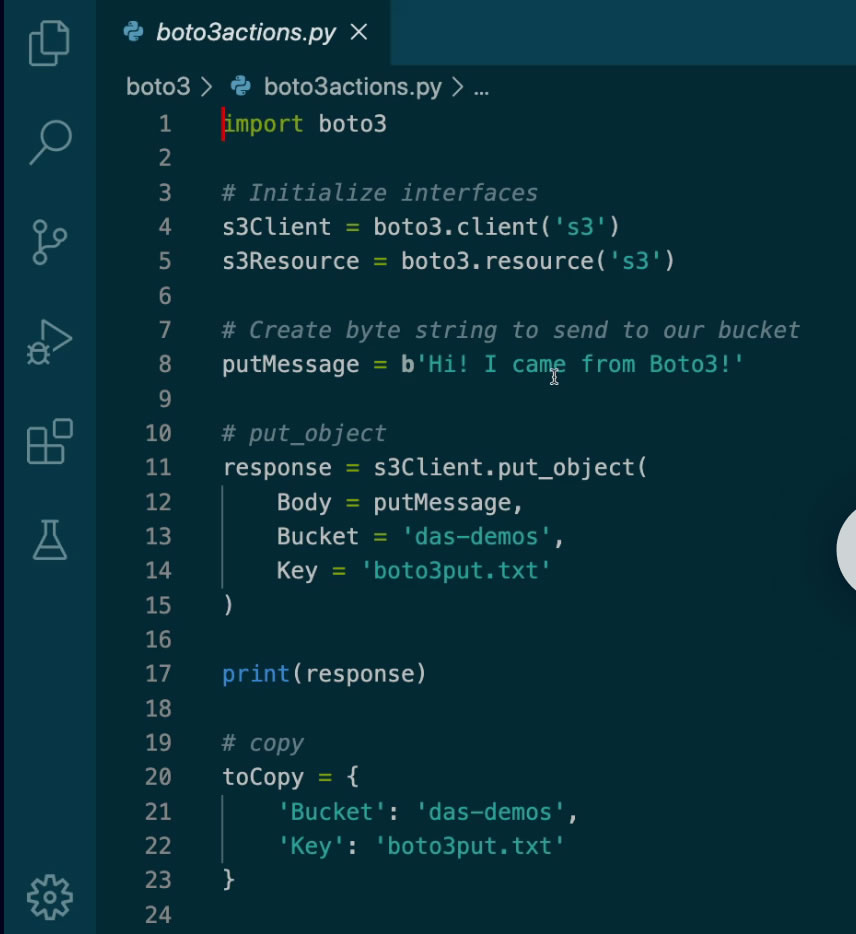 boto3actions.py
boto3 > boto3actions.py > ...
1 import boto3
2
3 # Initialize interfaces
4 s3Client = boto3.client('s3')
5 s3Resource = boto3.resource('s3')
6
7 # Create byte string to send to our bucket
8 putMessage = b'Hi! I came from Boto3!'
9
10 # put_object
11 response = s3Client.put_object(
12     Body = putMessage,
13     Bucket = 'das-demos',
14     Key = 'boto3put.txt'
15 )
16
17 print(response)
18
19 # copy
20 toCopy = {
21     'Bucket': 'das-demos',
22     'Key': 'boto3put.txt'
23 }
24